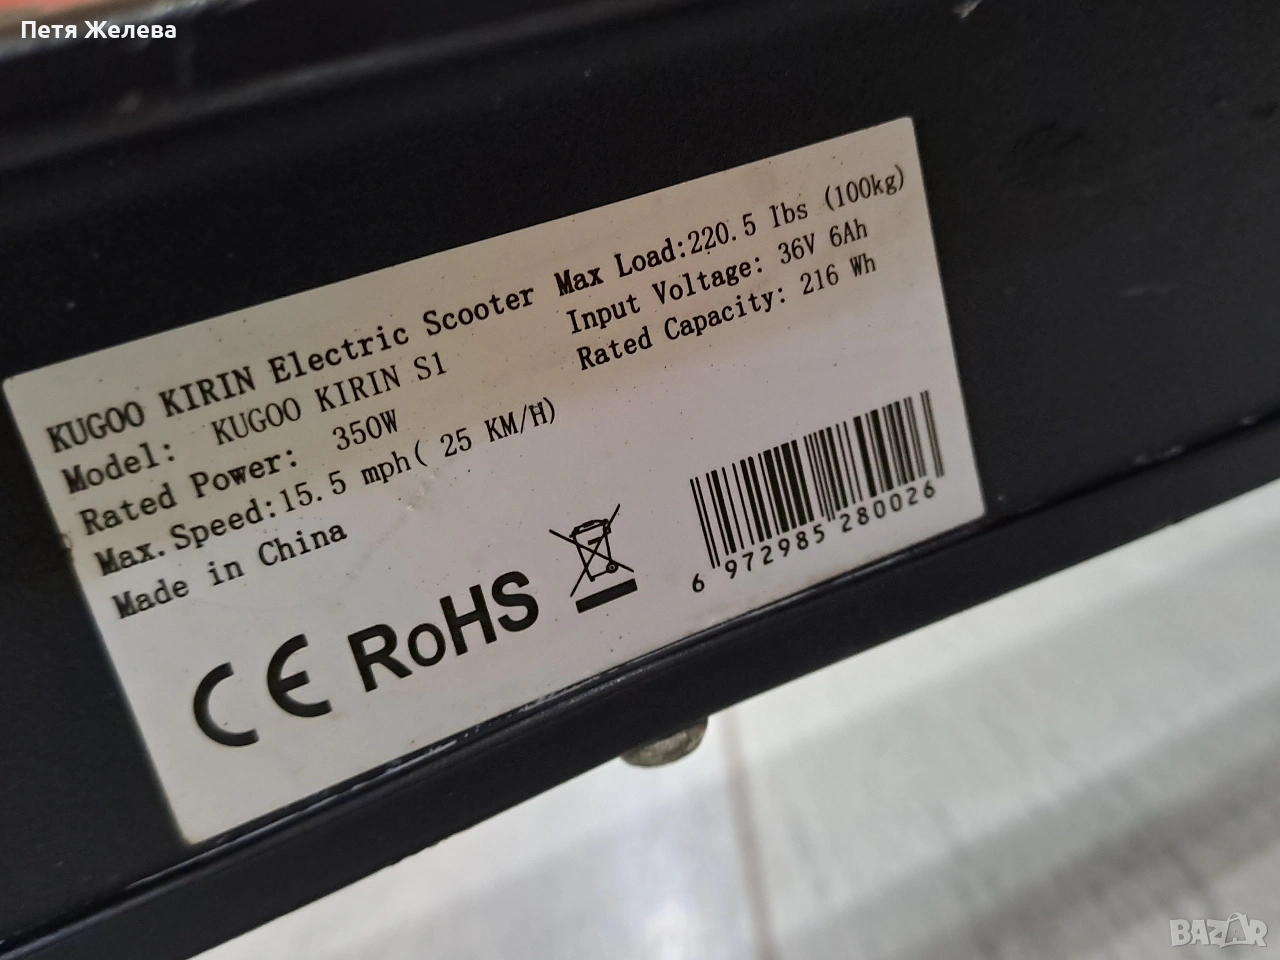 Петя Желева
KUGOO KIRIN Electric Scooter
Model: KUGOO KIRIN S1
Rated Power: 350W
Max. Speed:15.5 mph( 25 KM/H)
Made in China
Max Load:220.5 lbs (100kg)
Input Voltage: 36V 6Ah
Rated Capacity: 216 Wh
CE RoHS
6 972985 280026
BAZAR